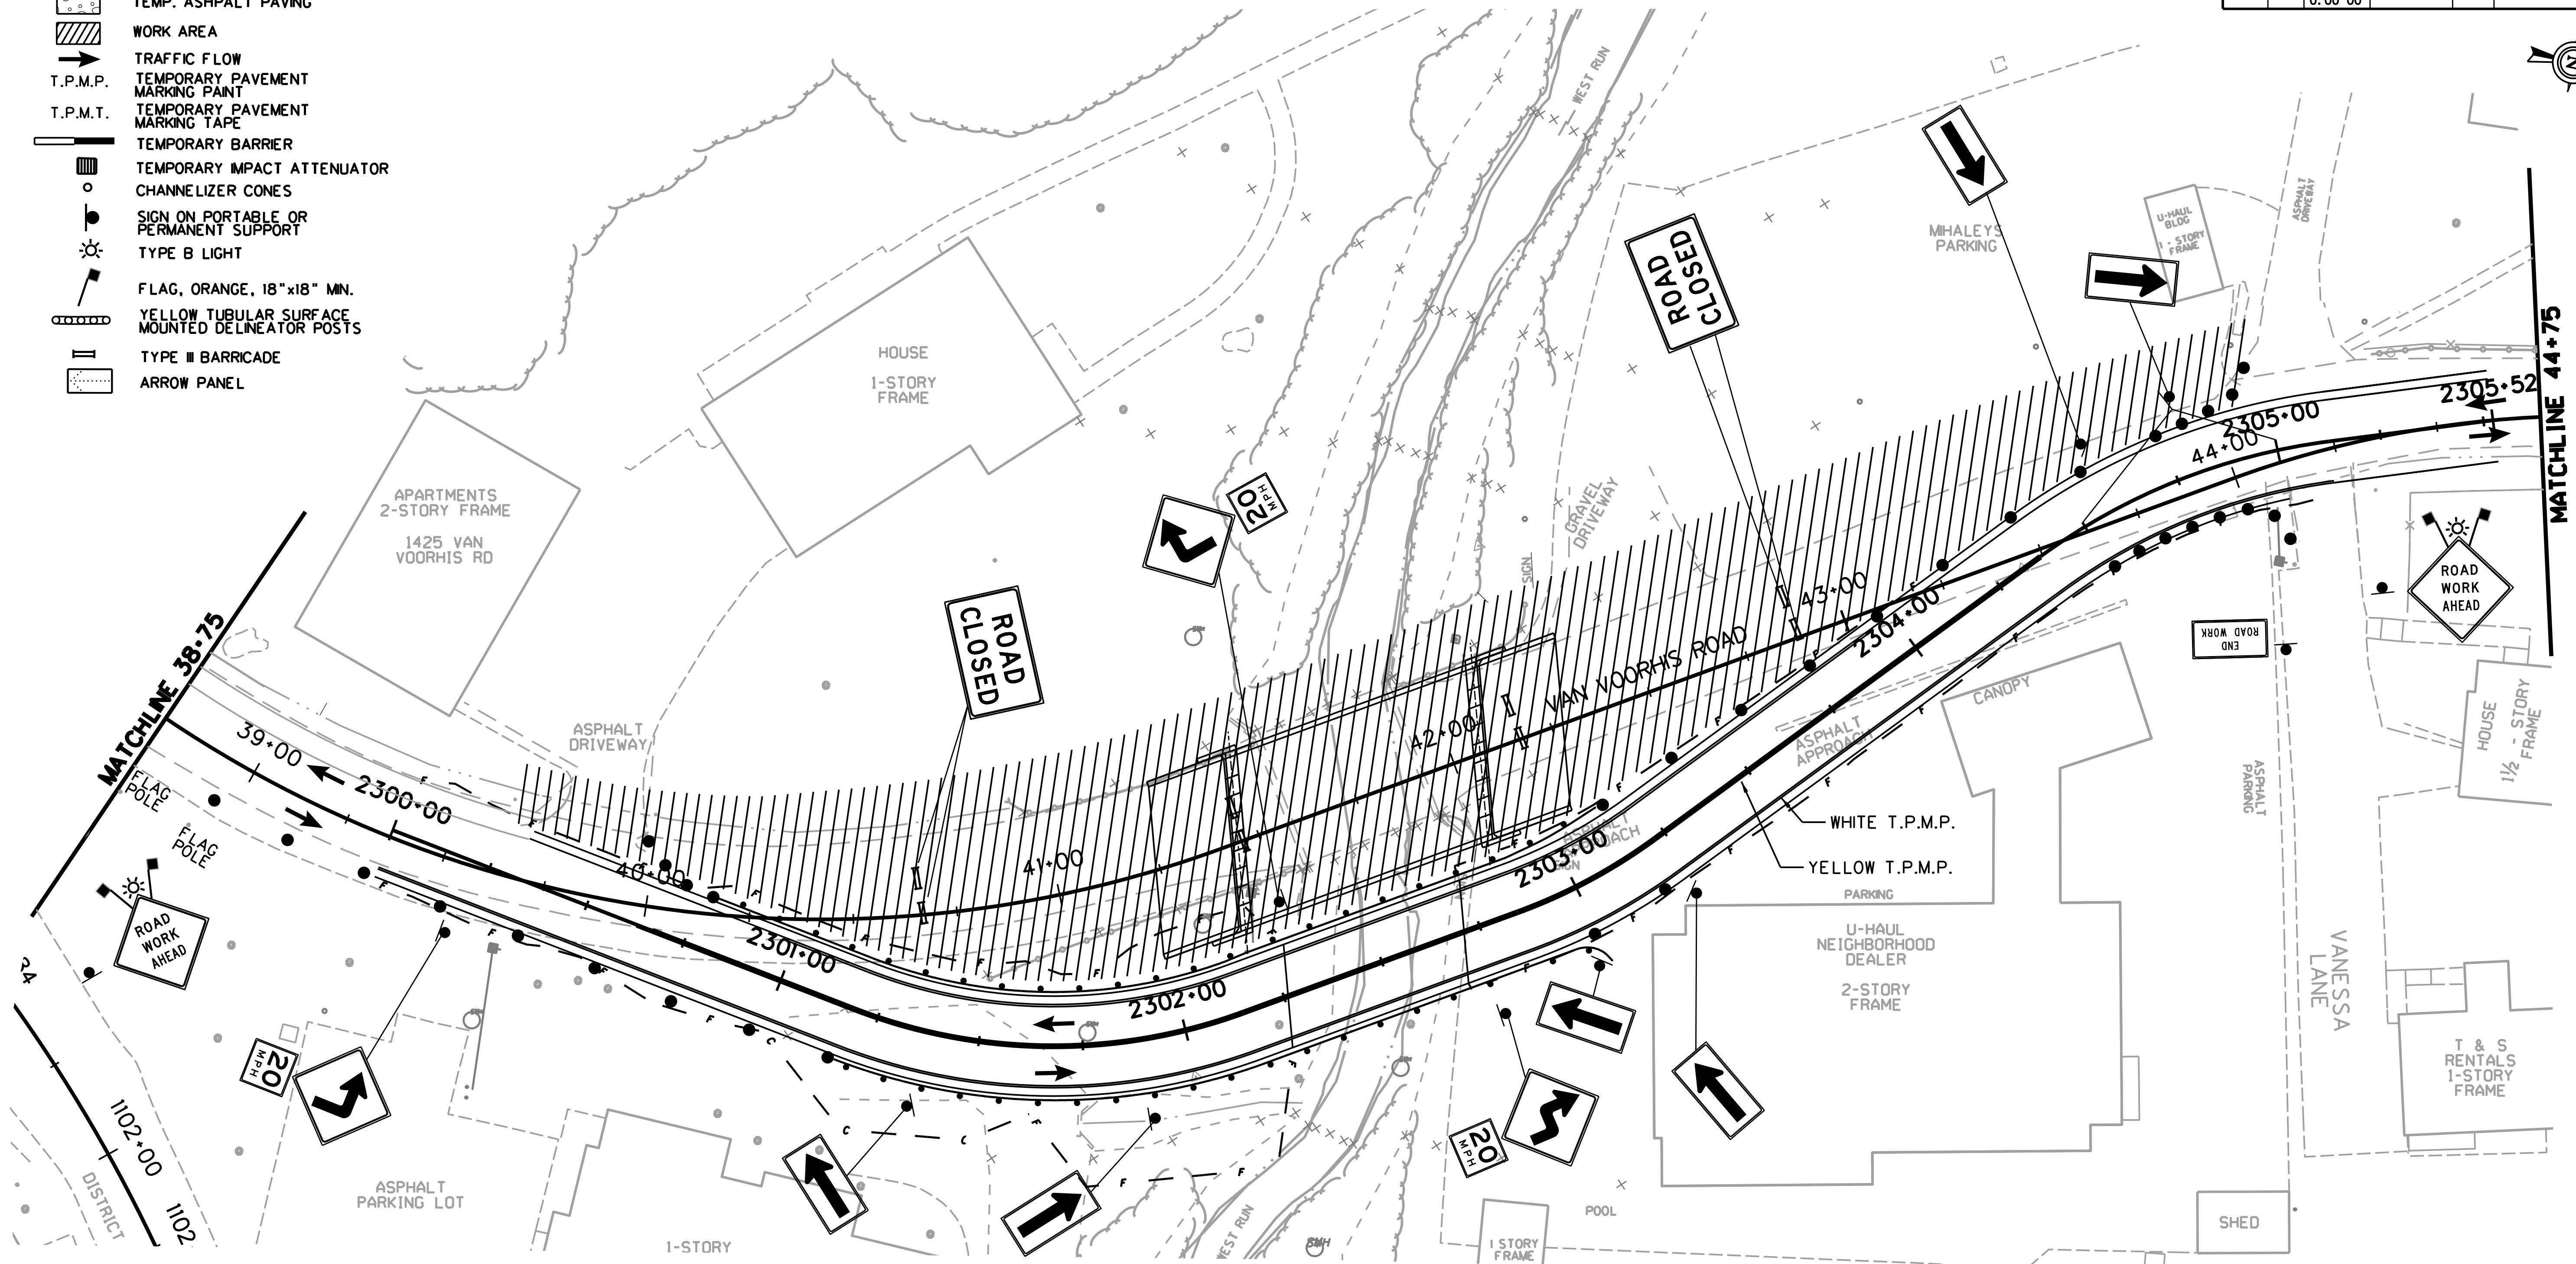 TEMP. ASHPALT PAVING
WORK AREA
TRAFFIC FLOW
T.P.M.P.
TEMPORARY PAVEMENT
MARKING PAINT
T.P.M.T.
TEMPORARY PAVEMENT
MARKING TAPE
TEMPORARY BARRIER
TEMPORARY IMPACT ATTENUATOR
CHANNELIZER CONES
SIGN ON PORTABLE OR
PERMANENT SUPPORT
TYPE B LIGHT
FLAG, ORANGE, 18"x18" MIN.
YELLOW TUBULAR SURFACE
MOUNTED DELINEATOR POSTS
TYPE III BARRICADE
ARROW PANEL
0°00'00"
N
WEST RUN
MIHALEYS
PARKING
U-HAUL
BLDG
1 - STORY
FRAME
ASPHALT
DRIVEWAY
MATCHLINE 44+75
HOUSE
1-STORY
FRAME
APARTMENTS
2-STORY FRAME
1425 VAN
VOORHIS RD
ROAD
CLOSED
20
MPH
GRAVEL
DRIVEWAY
SIGN
2305+52
2305+00
44+00
ROAD
WORK
AHEAD
END
ROAD WORK
MATCHLINE 38+75
ROAD
CLOSED
ASPHALT
DRIVEWAY
39+00
2300+00
40+00
41+00
42+00
VAN VOORHIS ROAD
43+00
2304+00
FLAG
POLE
FLAG
POLE
2301+00
2302+00
2303+00
ASPHALT
APPROACH
SIGN
ASPHALT
APPROACH
CANOPY
WHITE T.P.M.P.
YELLOW T.P.M.P.
PARKING
U-HAUL
NEIGHBORHOOD
DEALER
2-STORY
FRAME
ASPHALT
PARKING
VANESSA
LANE
HOUSE
1½ - STORY
FRAME
T & S
RENTALS
1-STORY
FRAME
SHED
ROAD
WORK
AHEAD
20
MPH
20
MPH
1102+00
1102
DISTRICT
ASPHALT
PARKING LOT
1-STORY
WEST RUN
SMH
POOL
1 STORY
FRAME